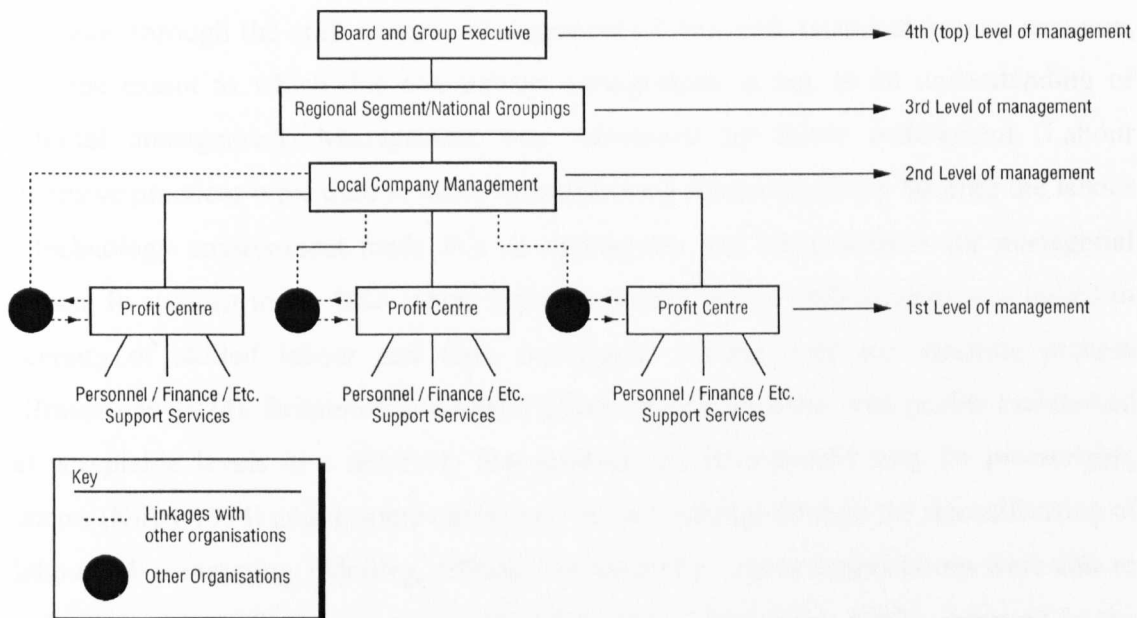 Board and Group Executive
4th (top) Level of management
Regional Segment/National Groupings
3rd Level of management
Local Company Management
2nd Level of management
Profit Centre
Profit Centre
Profit Centre
1st Level of management
Personnel / Finance / Etc.
Support Services
Personnel / Finance / Etc.
Support Services
Personnel / Finance / Etc.
Support Services
Key
Linkages with
other organisations
Other Organisations